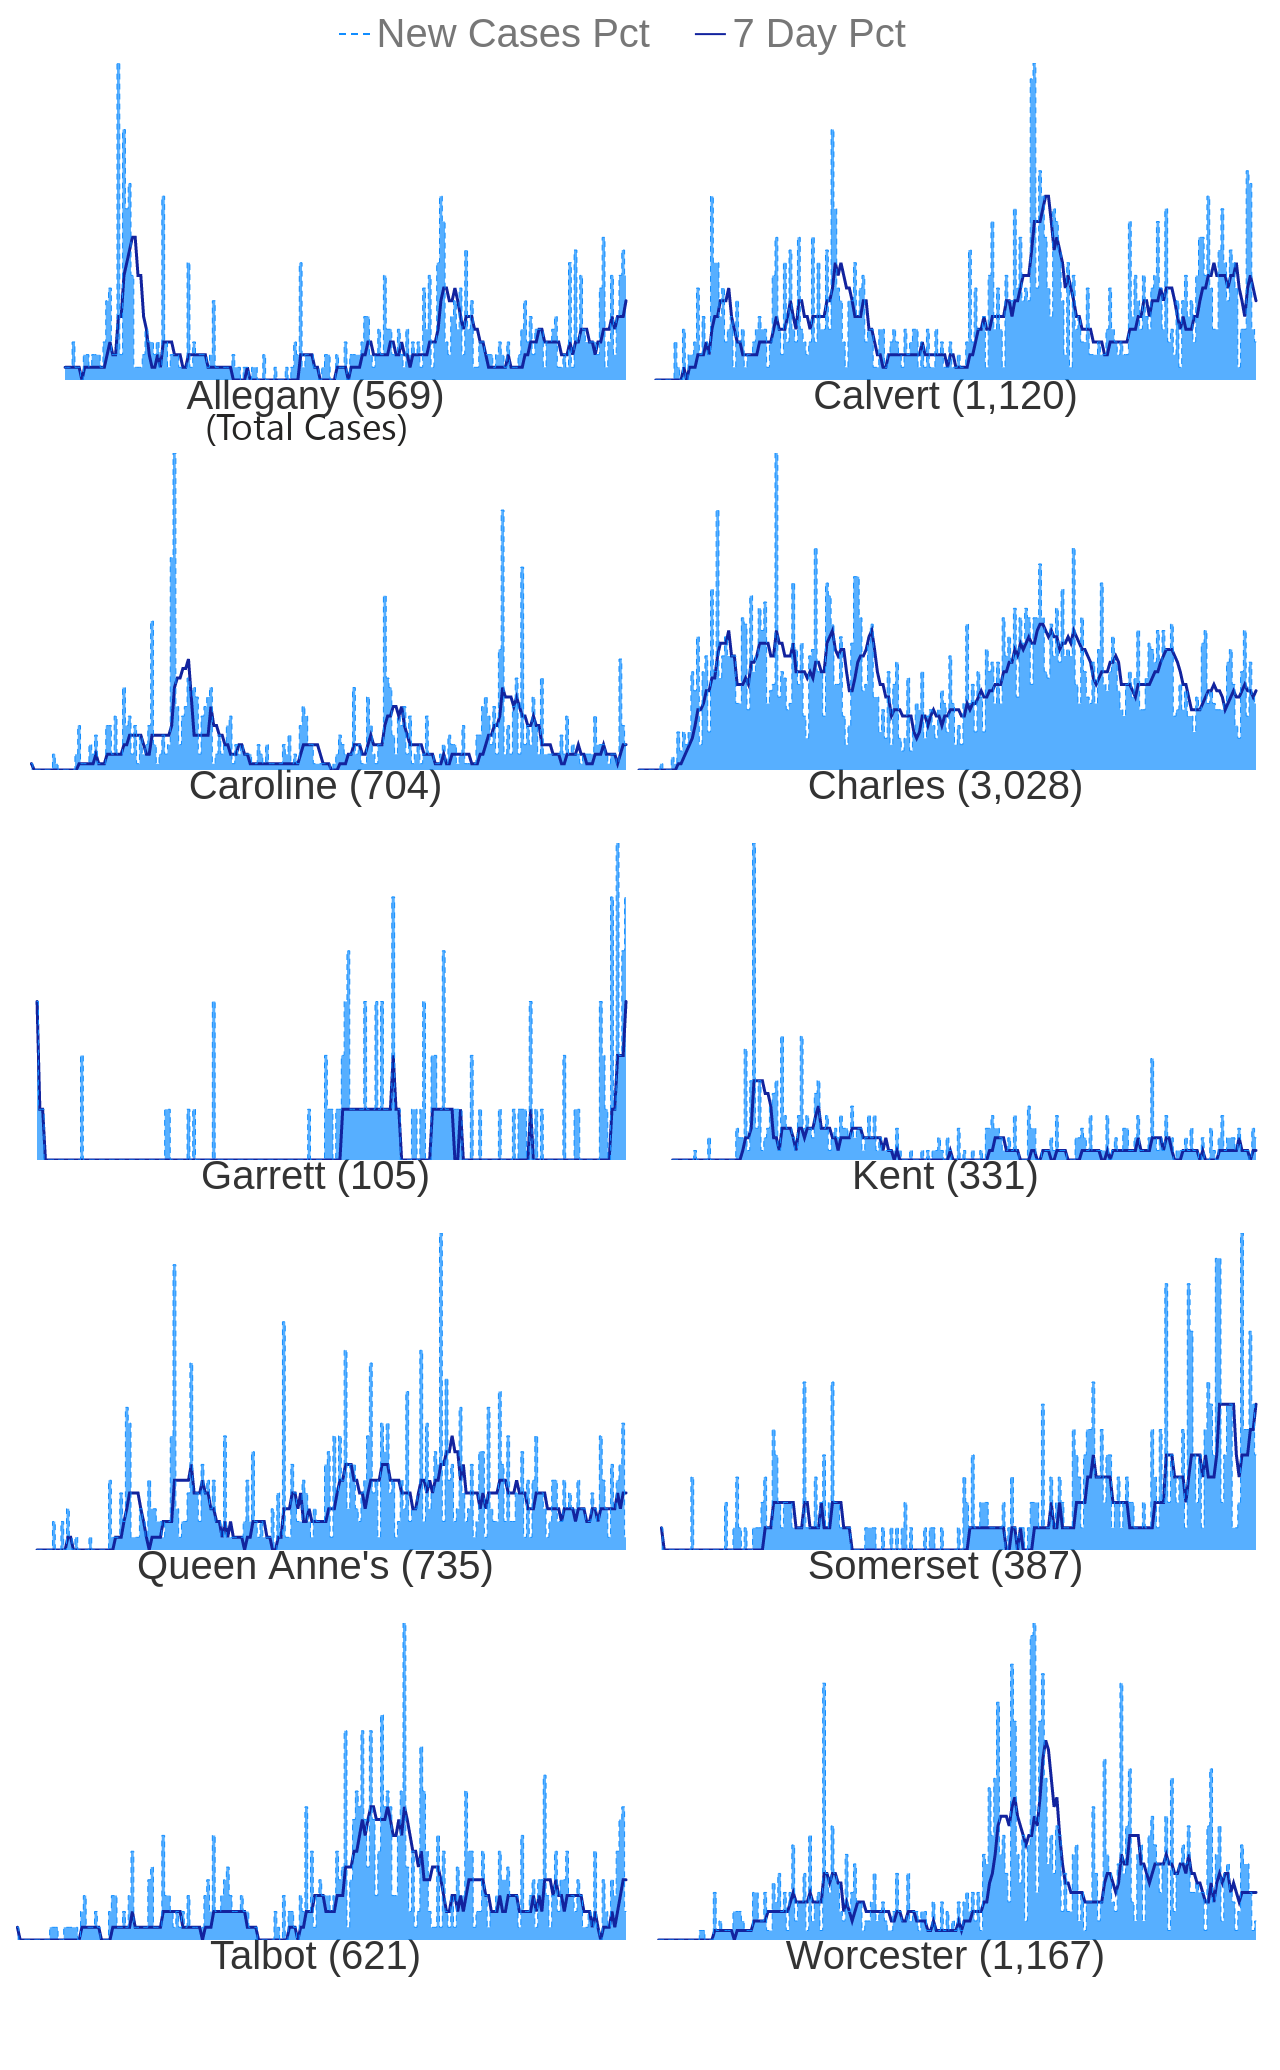 New Cases Pct 7 Day Pct
Allegany (569) Calvert (1,120)
(Total Cases)
Caroline (704) Charles (3,028)
Garrett (105) Kent (331)
Queen Anne's (735) Somerset (387)
Talbot (621) Worcester (1,167)